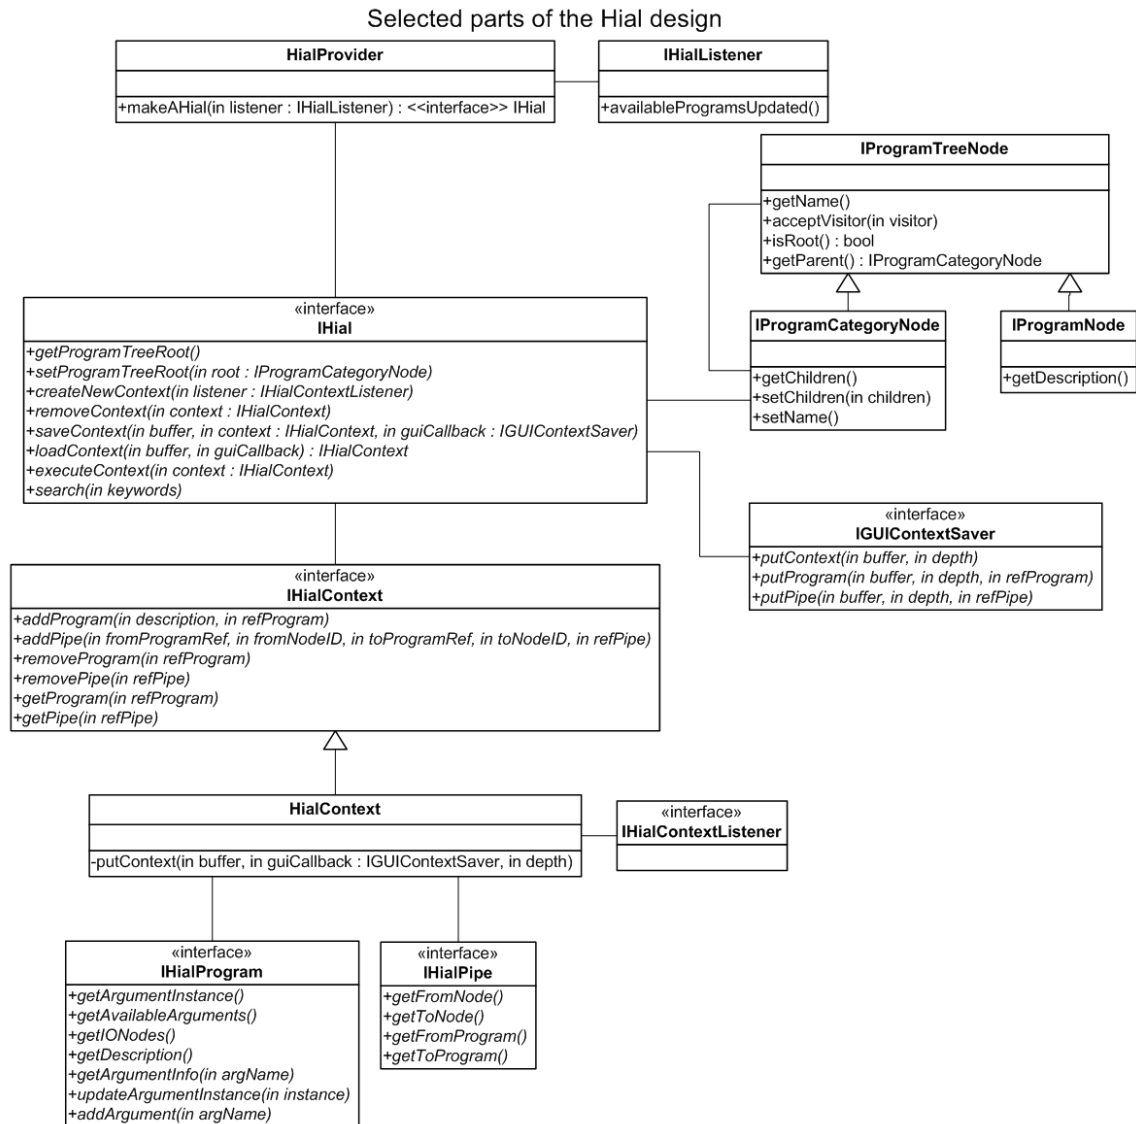 Selected parts of the Hial design
HialProvider
+makeAHial(in listener : IHialListener) : <<interface>> IHial
IHialListener
+availableProgramsUpdated()
IProgramTreeNode
+getName()
+acceptVisitor(in visitor)
+isRoot() : bool
+getParent() : IProgramCategoryNode
«interface»
IHial
+getProgramTreeRoot()
+setProgramTreeRoot(in root : IProgramCategoryNode)
+createNewContext(in listener : IHialContextListener)
+removeContext(in context : IHialContext)
+saveContext(in buffer, in context : IHialContext, in guiCallback : IGUIContextSaver)
+loadContext(in buffer, in guiCallback) : IHialContext
+executeContext(in context : IHialContext)
+search(in keywords)
IProgramCategoryNode
+getChildren()
+setChildren(in children)
+setName()
IProgramNode
+getDescription()
«interface»
IGUIContextSaver
+putContext(in buffer, in depth)
+putProgram(in buffer, in depth, in refProgram)
+putPipe(in buffer, in depth, in refPipe)
«interface»
IHialContext
+addProgram(in description, in refProgram)
+addPipe(in fromProgramRef, in fromNodeID, in toProgramRef, in toNodeID, in refPipe)
+removeProgram(in refProgram)
+removePipe(in refPipe)
+getProgram(in refProgram)
+getPipe(in refPipe)
HialContext
-putContext(in buffer, in guiCallback : IGUIContextSaver, in depth)
«interface»
IHialContextListener
«interface»
IHialProgram
+getArgumentInstance()
+getAvailableArguments()
+getIONodes()
+getDescription()
+getArgumentInfo(in argName)
+updateArgumentInstance(in instance)
+addArgument(in argName)
«interface»
IHialPipe
+getFromNode()
+getToNode()
+getFromProgram()
+getToProgram()